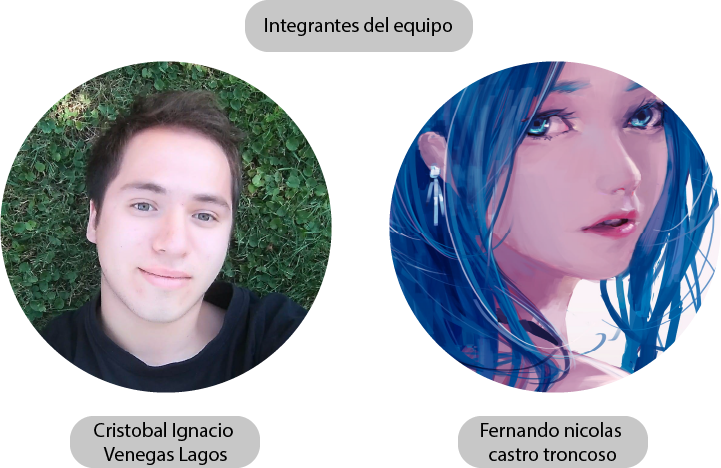 Integrantes del equipo
Cristobal Ignacio
Venegas Lagos
Fernando nicolas
castro troncoso